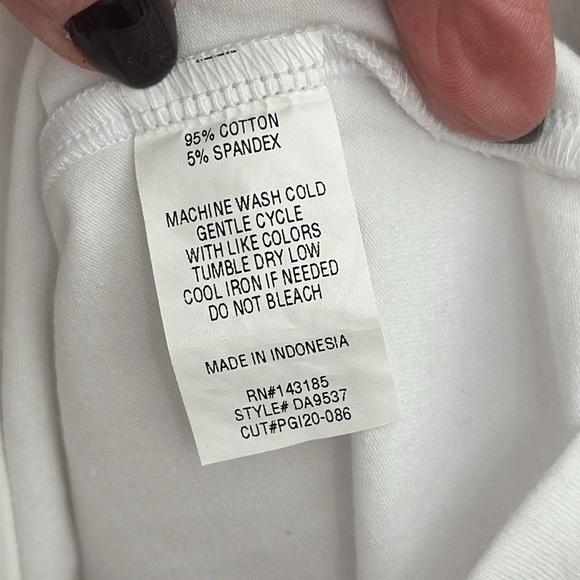 95% COTTON
5% SPANDEX
MACHINE WASH COLD
GENTLE CYCLE
WITH LIKE COLORS
TUMBLE DRY LOW
COOL IRON IF NEEDED
DO NOT BLEACH
MADE IN INDONESIA
RN#143185
STYLE# DA9537
CUT#PGI20-086